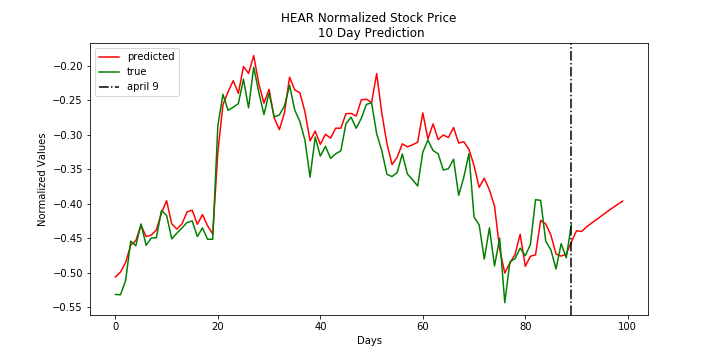 HEAR Normalized Stock Price
10 Day Prediction
predicted
true
april 9
Normalized Values
−0.20
−0.25
−0.30
−0.35
−0.40
−0.45
−0.50
−0.55
0 20 40 60 80 100
Days